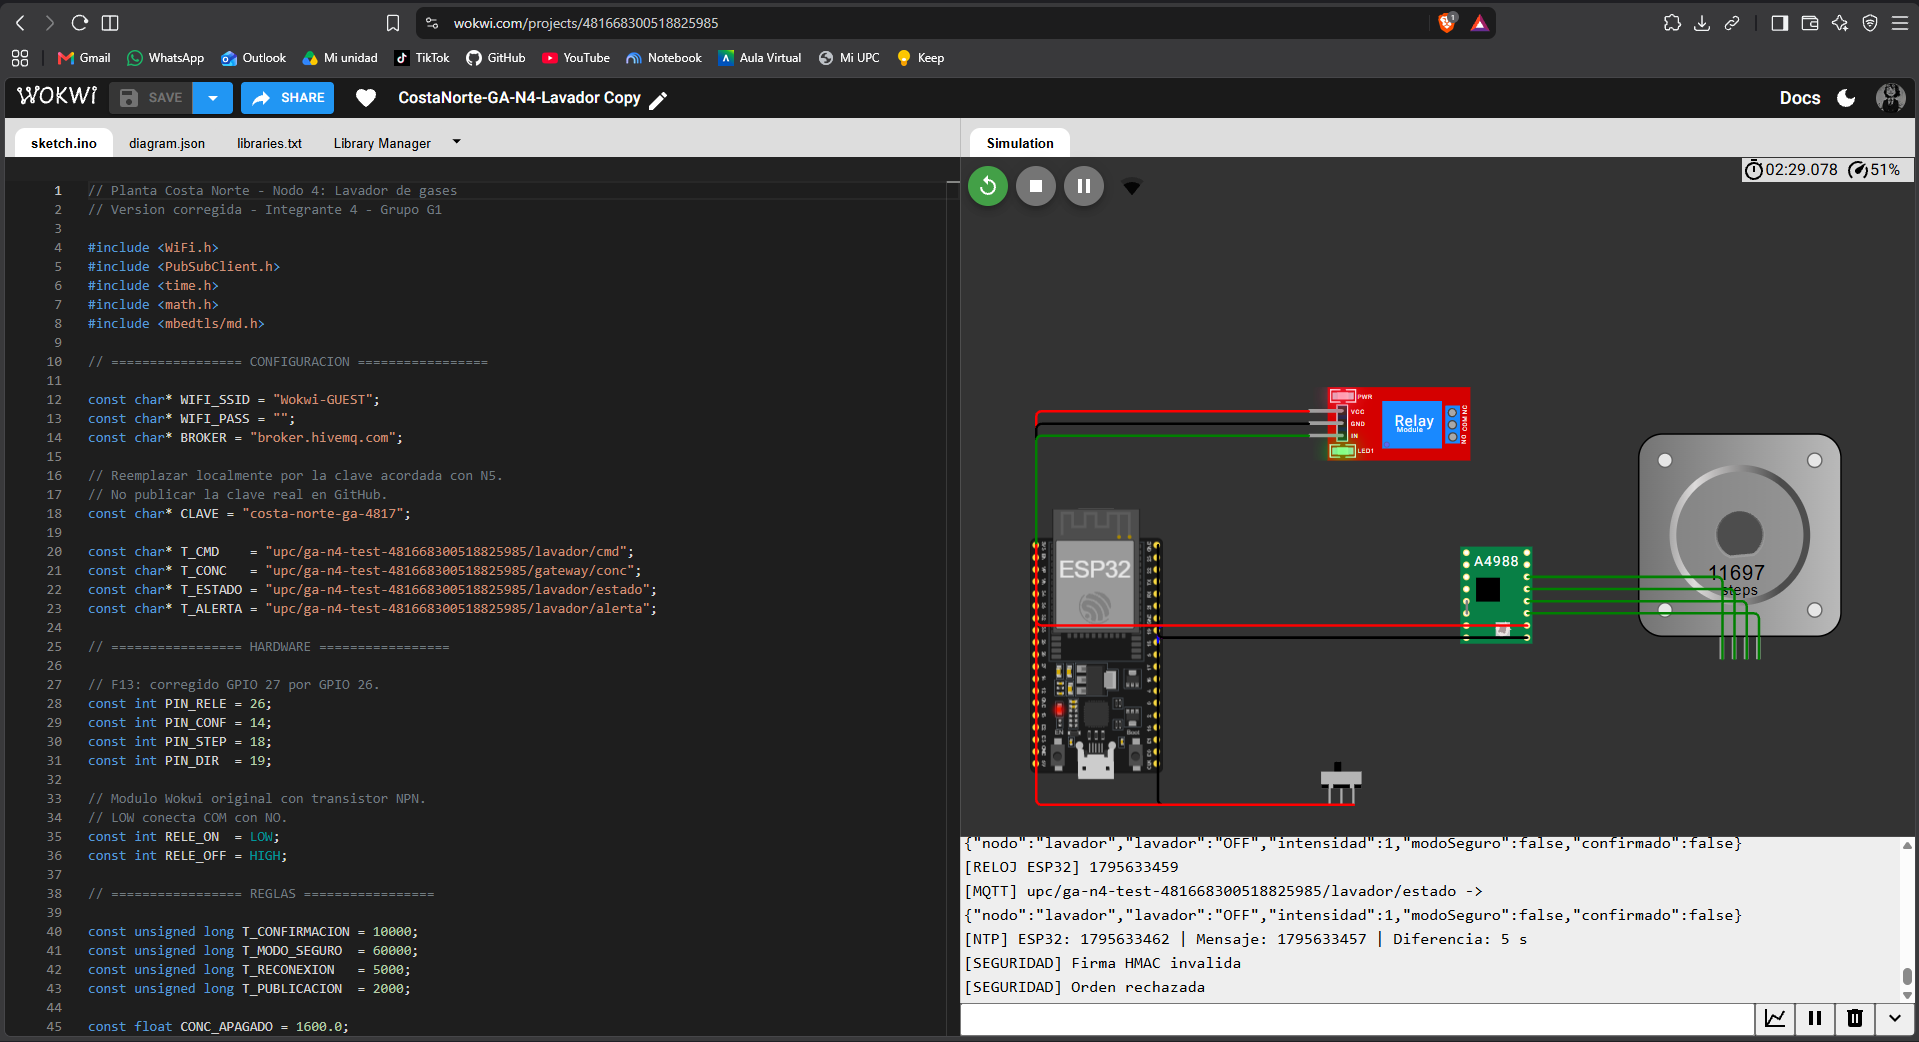 wokwi.com/projects/481668300518825985
1
Gmail WhatsApp Outlook Mi unidad TikTok GitHub YouTube Notebook Aula Virtual Mi UPC Keep
WOKWI SAVE SHARE CostaNorte-GA-N4-Lavador Copy Docs
sketch.ino diagram.json libraries.txt Library Manager
1 // Planta Costa Norte - Nodo 4: Lavador de gases
2 // Version corregida - Integrante 4 - Grupo G1
3
4 #include <WiFi.h>
5 #include <PubSubClient.h>
6 #include <time.h>
7 #include <math.h>
8 #include <mbedtls/md.h>
9
10 // ================= CONFIGURACION =================
11
12 const char* WIFI_SSID = "Wokwi-GUEST";
13 const char* WIFI_PASS = "";
14 const char* BROKER = "broker.hivemq.com";
15
16 // Reemplazar localmente por la clave acordada con N5.
17 // No publicar la clave real en GitHub.
18 const char* CLAVE = "costa-norte-ga-4817";
19
20 const char* T_CMD    = "upc/ga-n4-test-481668300518825985/lavador/cmd";
21 const char* T_CONC   = "upc/ga-n4-test-481668300518825985/gateway/conc";
22 const char* T_ESTADO = "upc/ga-n4-test-481668300518825985/lavador/estado";
23 const char* T_ALERTA = "upc/ga-n4-test-481668300518825985/lavador/alerta";
24
25 // ================= HARDWARE =================
26
27 // F13: corregido GPIO 27 por GPIO 26.
28 const int PIN_RELE = 26;
29 const int PIN_CONF = 14;
30 const int PIN_STEP = 18;
31 const int PIN_DIR  = 19;
32
33 // Modulo Wokwi original con transistor NPN.
34 // LOW conecta COM con NO.
35 const int RELE_ON  = LOW;
36 const int RELE_OFF = HIGH;
37
38 // ================= REGLAS =================
39
40 const unsigned long T_CONFIRMACION = 10000;
41 const unsigned long T_MODO_SEGURO  = 60000;
42 const unsigned long T_RECONEXION   = 5000;
43 const unsigned long T_PUBLICACION  = 2000;
44
45 const float CONC_APAGADO = 1600.0;
Simulation
02:29.078 51%
PWR
VCC
GND
IN
LED1
Relay
Module
NO COM NC
ESP32
EN
Boot
A4988
11697
steps
{"nodo":"lavador","lavador":"OFF","intensidad":1,"modoSeguro":false,"confirmado":false}
[RELOJ ESP32] 1795633459
[MQTT] upc/ga-n4-test-481668300518825985/lavador/estado ->
{"nodo":"lavador","lavador":"OFF","intensidad":1,"modoSeguro":false,"confirmado":false}
[NTP] ESP32: 1795633462 | Mensaje: 1795633457 | Diferencia: 5 s
[SEGURIDAD] Firma HMAC invalida
[SEGURIDAD] Orden rechazada